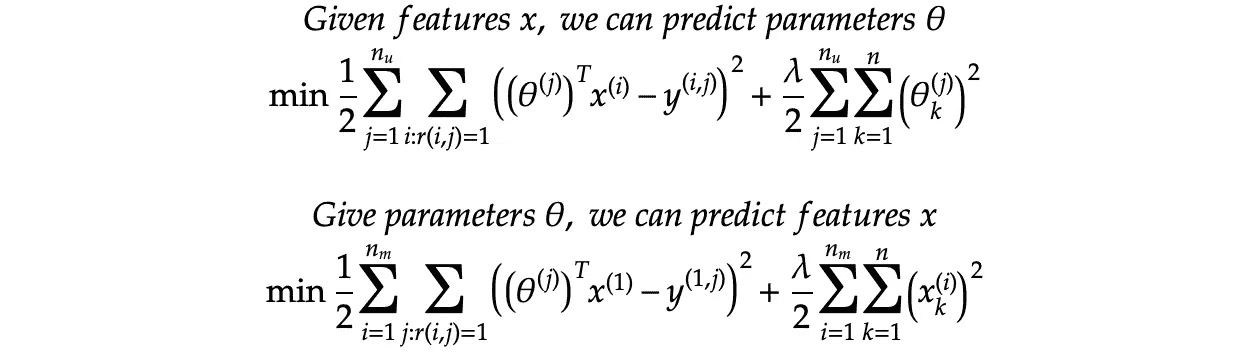 Given features x, we can predict parameters θ
min 1/2 ∑_{j=1}^{n_u} ∑_{i:r(i,j)=1} ((θ^{(j)})^T x^{(i)} − y^{(i,j)})^2 + λ/2 ∑_{j=1}^{n_u} ∑_{k=1}^{n} (θ_k^{(j)})^2
Give parameters θ, we can predict features x
min 1/2 ∑_{i=1}^{n_m} ∑_{j:r(i,j)=1} ((θ^{(j)})^T x^{(1)} − y^{(1,j)})^2 + λ/2 ∑_{i=1}^{n_m} ∑_{k=1}^{n} (x_k^{(i)})^2